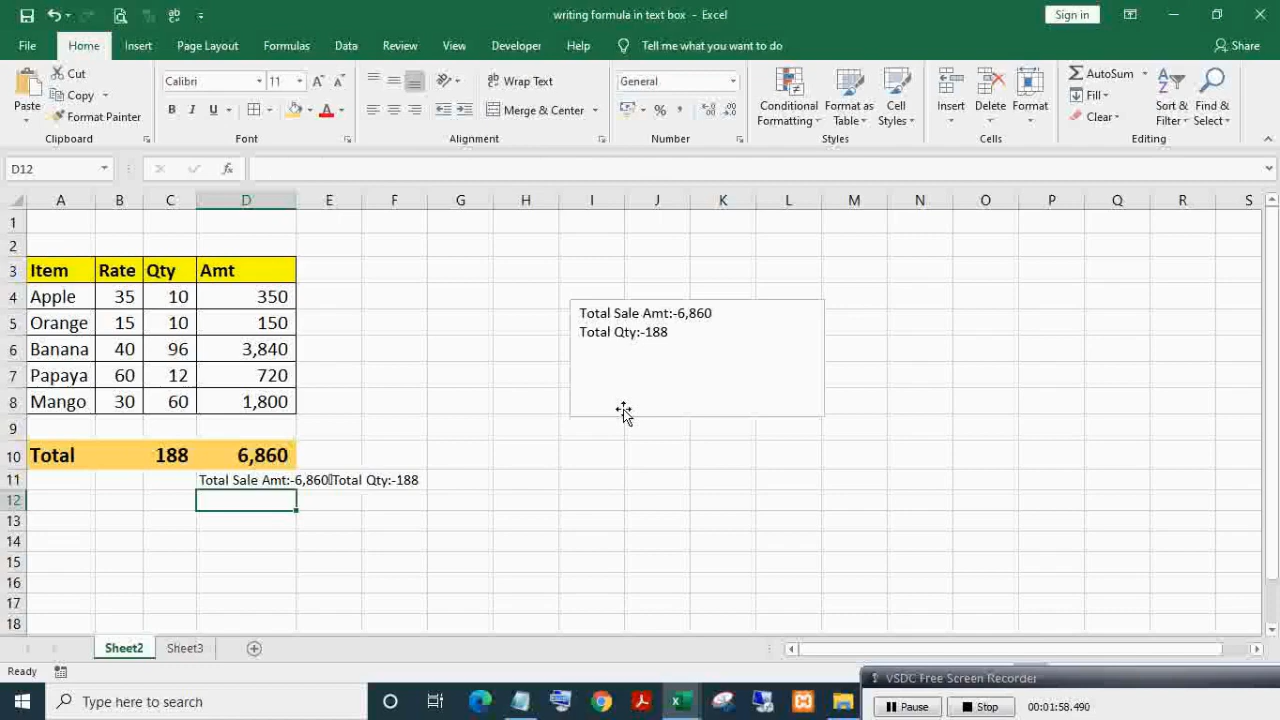 writing formula in text box - Excel
Sign in
File Home Insert Page Layout Formulas Data Review View Developer Help Tell me what you want to do Share
Paste Cut Copy Format Painter
Calibri 11
Wrap Text
Merge & Center
General
Conditional Formatting
Format as Table
Cell Styles
Insert Delete Format
AutoSum Fill Clear
Sort & Filter
Find & Select
Clipboard Font Alignment Number Styles Cells Editing
D12 fx
A B C D E F G H I J K L M N O P Q R S
1
2
3 Item Rate Qty Amt
4 Apple 35 10 350
5 Orange 15 10 150
6 Banana 40 96 3,840
7 Papaya 60 12 720
8 Mango 30 60 1,800
9
10 Total 188 6,860
11 Total Sale Amt:-6,860Total Qty:-188
12
13
14
15
16
17
18
Total Sale Amt:-6,860
Total Qty:-188
Sheet2 Sheet3
Ready
VSDC Free Screen Recorder
Pause Stop 00:01:58.490
Type here to search